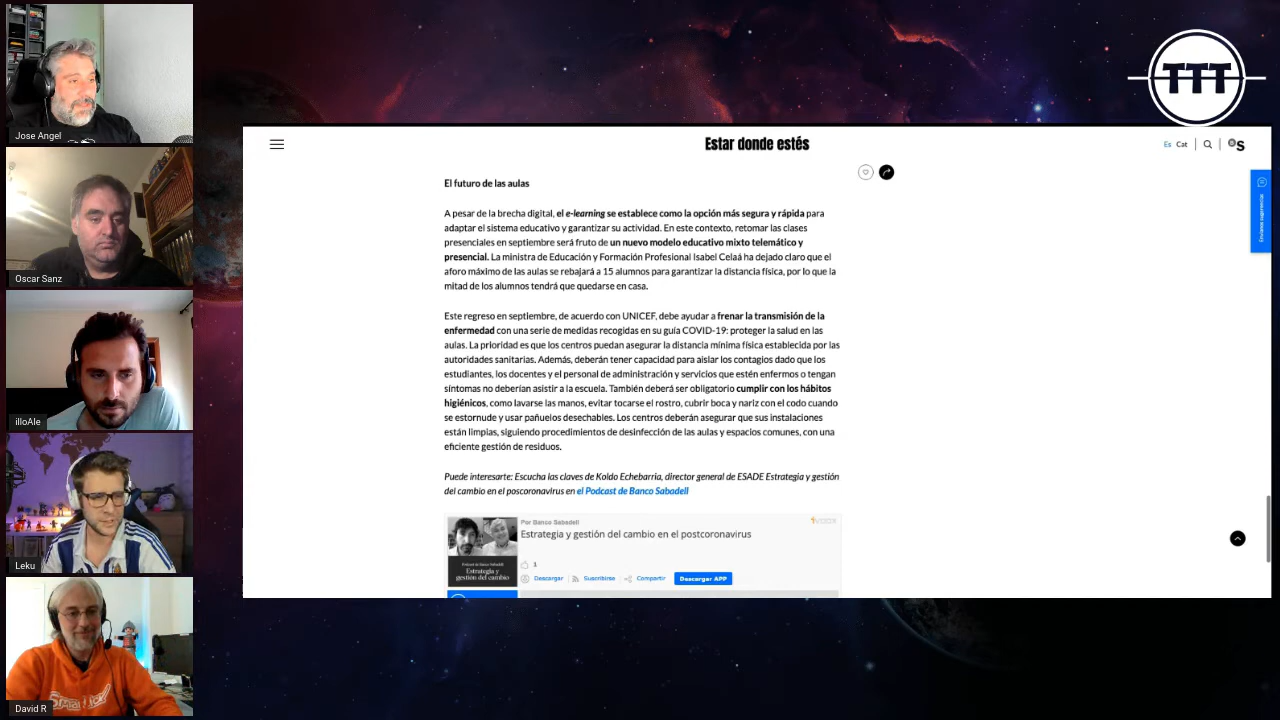 Jose Angel
Oscar Sanz
illoAle
Leku
David R
TTT
Estar donde estés
Es Cat
S
Envíanos sugerencias
El futuro de las aulas
A pesar de la brecha digital, el e-learning se establece como la opción más segura y rápida para
adaptar el sistema educativo y garantizar su actividad. En este contexto, retomar las clases
presenciales en septiembre será fruto de un nuevo modelo educativo mixto telemático y
presencial. La ministra de Educación y Formación Profesional Isabel Celaá ha dejado claro que el
aforo máximo de las aulas se rebajará a 15 alumnos para garantizar la distancia física, por lo que la
mitad de los alumnos tendrá que quedarse en casa.
Este regreso en septiembre, de acuerdo con UNICEF, debe ayudar a frenar la transmisión de la
enfermedad con una serie de medidas recogidas en su guía COVID-19: proteger la salud en las
aulas. La prioridad es que los centros puedan asegurar la distancia mínima física establecida por las
autoridades sanitarias. Además, deberán tener capacidad para aislar los contagios dado que los
estudiantes, los docentes y el personal de administración y servicios que estén enfermos o tengan
síntomas no deberían asistir a la escuela. También deberá ser obligatorio cumplir con los hábitos
higiénicos, como lavarse las manos, evitar tocarse el rostro, cubrir boca y nariz con el codo cuando
se estornude y usar pañuelos desechables. Los centros deberán asegurar que sus instalaciones
están limpias, siguiendo procedimientos de desinfección de las aulas y espacios comunes, con una
eficiente gestión de residuos.
Puede interesarte: Escucha las claves de Koldo Echebarria, director general de ESADE Estrategia y gestión
del cambio en el poscoronavirus en el Podcast de Banco Sabadell
Por Banco Sabadell
iVOOX
Estrategia y gestión del cambio en el postcoronavirus
Podcast de Banco Sabadell
Estrategia y
gestión del cambio
1
Descargar Suscribirse Compartir Descargar APP